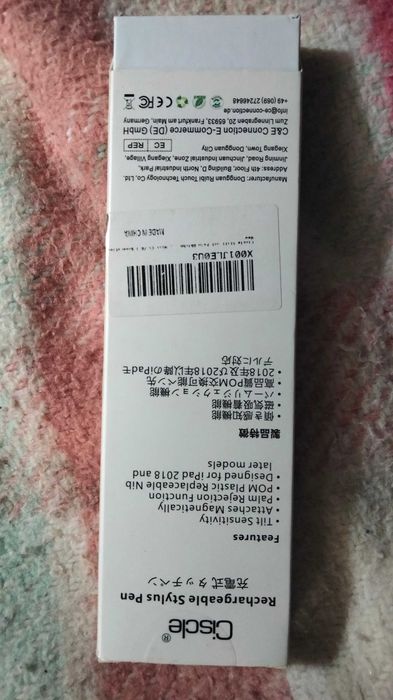 Ciscle®
Rechargeable Stylus Pen
充電式 タッチペン
Features
• Tilt Sensitivity
• Attaches Magnetically
• Palm Rejection Function
• POM Plastic Replaceable Nib
• Designed for iPad 2018 and
later models
製品特徴
• 傾き感知機能
• 磁気吸着機能
• パームリジェクション機能
• 高品質POM交換可能ペン先
• 2018年及び2018年以降のiPadモ
デルに対応
X001JLE0U3
New
MADE IN CHINA
Manufacturer: Dongguan Ruibi Touch Technology Co. Ltd.
Address: 4th Floor, Building D, North Industrial Park,
Jinming Road, Jinchuan Industrial Zone, Xiegang Village,
Xiegang Town, Dongguan City
EC REP
C&E Connection E-Commerce (DE) GmbH
Zum Linnegraben 20, 65933, Frankfurt am Main, Germany
info@ce-connection.de
+49 (069) 27246648
FC CE